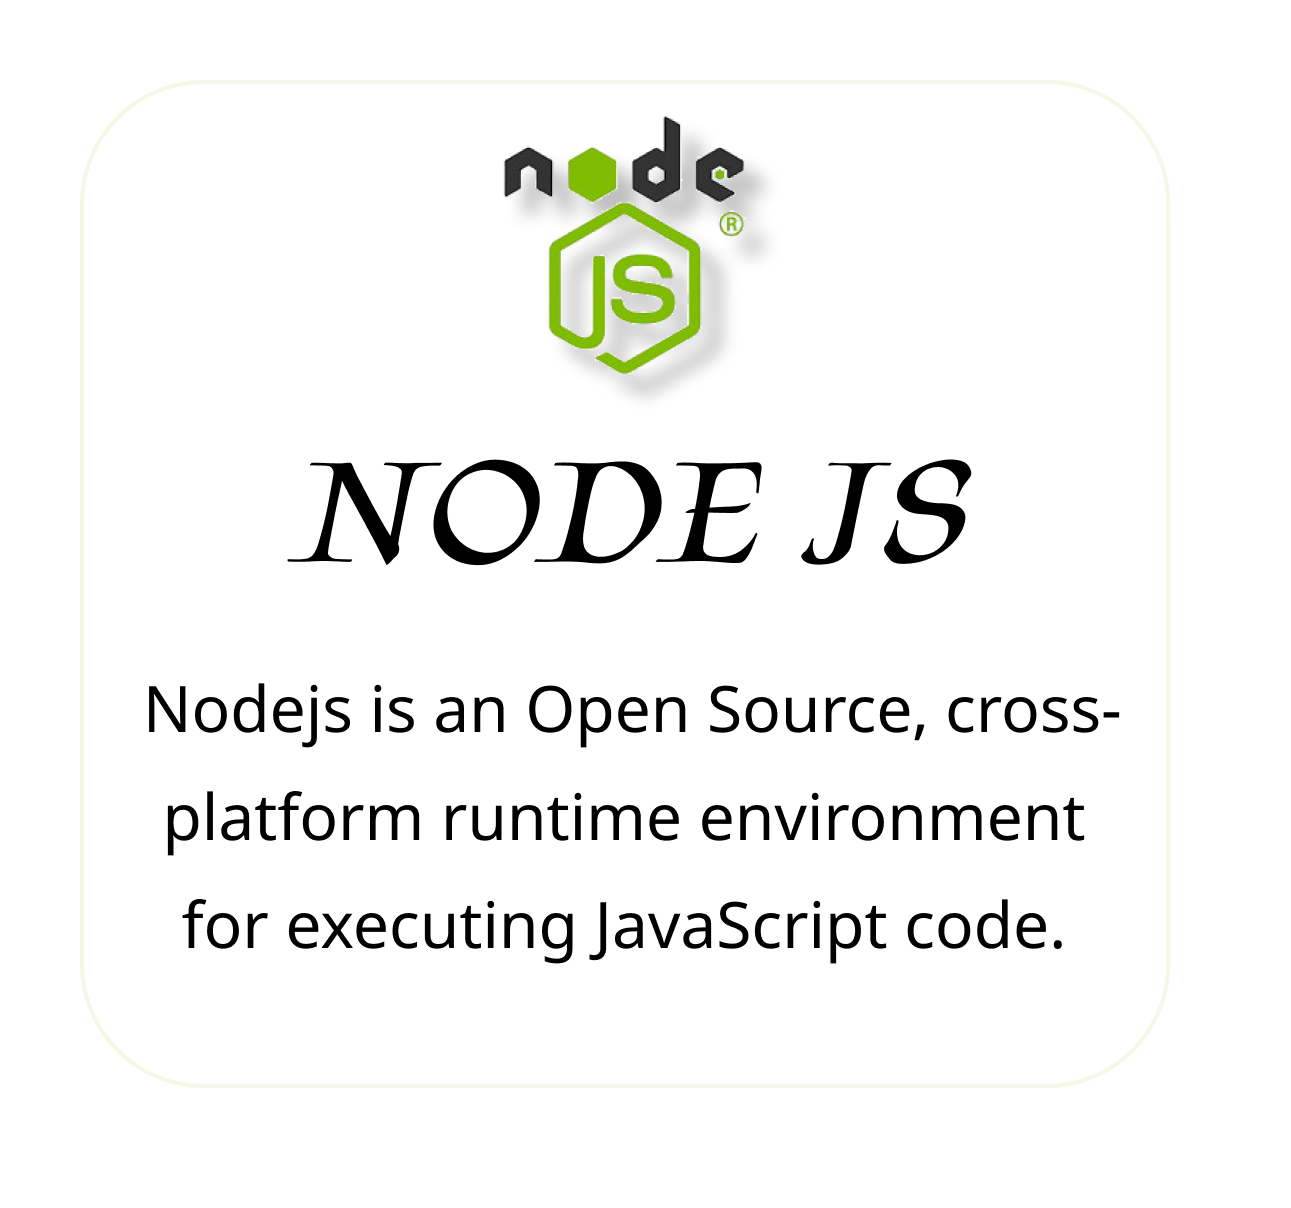 node
JS ®
NODE JS
Nodejs is an Open Source, cross-
platform runtime environment
for executing JavaScript code.